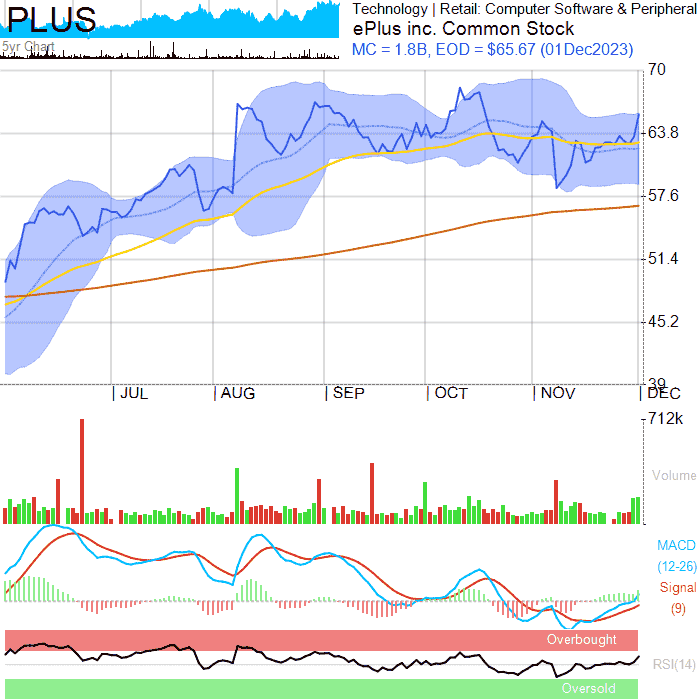 PLUS
5yr Chart
Technology | Retail: Computer Software & Peripheral
ePlus inc. Common Stock
MC = 1.8B, EOD = $65.67 (01Dec2023)
70
63.8
57.6
51.4
45.2
39
JUL
AUG
SEP
OCT
NOV
DEC
712k
Volume
MACD
(12-26)
Signal
(9)
Overbought
RSI(14)
Oversold